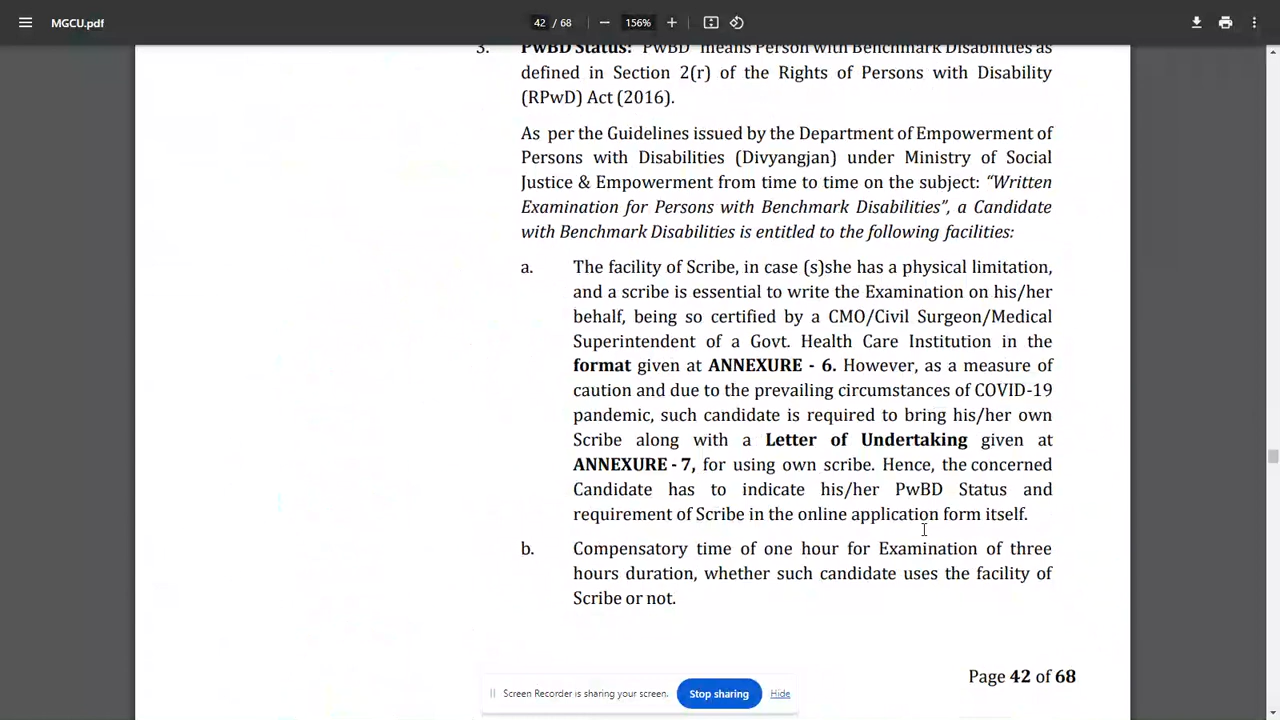 MGCU.pdf
42 / 68
156%
3. PwBD Status: "PwBD" means Person with Benchmark Disabilities as
defined in Section 2(r) of the Rights of Persons with Disability
(RPwD) Act (2016).
As per the Guidelines issued by the Department of Empowerment of
Persons with Disabilities (Divyangjan) under Ministry of Social
Justice & Empowerment from time to time on the subject: “Written
Examination for Persons with Benchmark Disabilities”, a Candidate
with Benchmark Disabilities is entitled to the following facilities:
a. The facility of Scribe, in case (s)she has a physical limitation,
and a scribe is essential to write the Examination on his/her
behalf, being so certified by a CMO/Civil Surgeon/Medical
Superintendent of a Govt. Health Care Institution in the
format given at ANNEXURE - 6. However, as a measure of
caution and due to the prevailing circumstances of COVID-19
pandemic, such candidate is required to bring his/her own
Scribe along with a Letter of Undertaking given at
ANNEXURE - 7, for using own scribe. Hence, the concerned
Candidate has to indicate his/her PwBD Status and
requirement of Scribe in the online application form itself.
b. Compensatory time of one hour for Examination of three
hours duration, whether such candidate uses the facility of
Scribe or not.
Page 42 of 68
Screen Recorder is sharing your screen. Stop sharing Hide